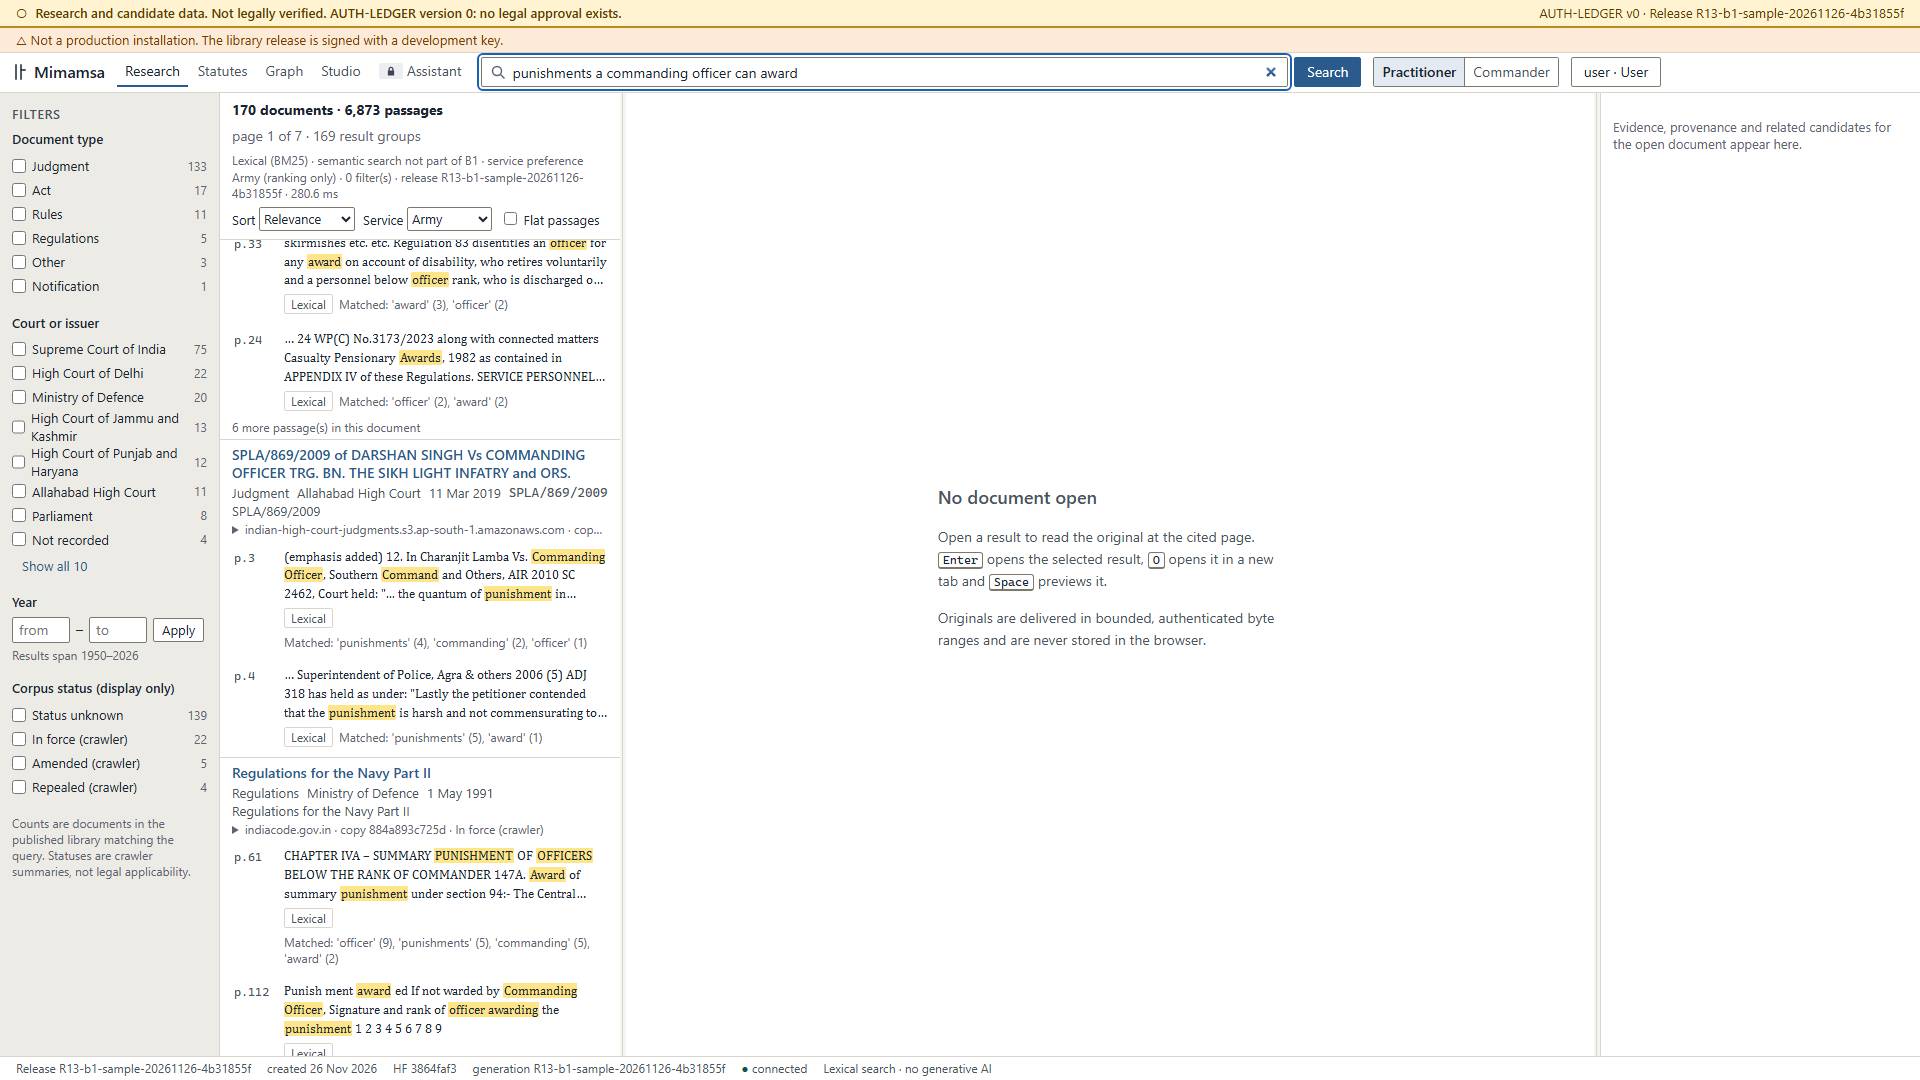 Research and candidate data. Not legally verified. AUTH-LEDGER version 0: no legal approval exists.
AUTH-LEDGER v0 · Release R13-b1-sample-20261126-4b31855f
⚠ Not a production installation. The library release is signed with a development key.
Mimamsa
Research
Statutes
Graph
Studio
Assistant
punishments a commanding officer can award
Search
Practitioner
Commander
user · User
FILTERS
Document type
Judgment 133
Act 17
Rules 11
Regulations 5
Other 3
Notification 1
Court or issuer
Supreme Court of India 75
High Court of Delhi 22
Ministry of Defence 20
High Court of Jammu and
Kashmir 13
High Court of Punjab and
Haryana 12
Allahabad High Court 11
Parliament 8
Not recorded 4
Show all 10
Year
from – to Apply
Results span 1950–2026
Corpus status (display only)
Status unknown 139
In force (crawler) 22
Amended (crawler) 5
Repealed (crawler) 4
Counts are documents in the
published library matching the
query. Statuses are crawler
summaries, not legal applicability.
170 documents · 6,873 passages
page 1 of 7 · 169 result groups
Lexical (BM25) · semantic search not part of B1 · service preference
Army (ranking only) · 0 filter(s) · release R13-b1-sample-20261126-
4b31855f · 280.6 ms
Sort Relevance Service Army Flat passages
p.33 skirmishes etc. etc. Regulation 83 disentitles an officer for
any award on account of disability, who retires voluntarily
and a personnel below officer rank, who is discharged o...
Lexical Matched: 'award' (3), 'officer' (2)
p.24 ... 24 WP(C) No.3173/2023 along with connected matters
Casualty Pensionary Awards, 1982 as contained in
APPENDIX IV of these Regulations. SERVICE PERSONNEL...
Lexical Matched: 'officer' (2), 'award' (2)
6 more passage(s) in this document
SPLA/869/2009 of DARSHAN SINGH Vs COMMANDING
OFFICER TRG. BN. THE SIKH LIGHT INFATRY and ORS.
Judgment Allahabad High Court 11 Mar 2019 SPLA/869/2009
SPLA/869/2009
▶ indian-high-court-judgments.s3.ap-south-1.amazonaws.com · cop...
p.3 (emphasis added) 12. In Charanjit Lamba Vs. Commanding
Officer, Southern Command and Others, AIR 2010 SC
2462, Court held: "... the quantum of punishment in...
Lexical
Matched: 'punishments' (4), 'commanding' (2), 'officer' (1)
p.4 ... Superintendent of Police, Agra & others 2006 (5) ADJ
318 has held as under: "Lastly the petitioner contended
that the punishment is harsh and not commensurating to...
Lexical Matched: 'punishments' (5), 'award' (1)
Regulations for the Navy Part II
Regulations Ministry of Defence 1 May 1991
Regulations for the Navy Part II
▶ indiacode.gov.in · copy 884a893c725d · In force (crawler)
p.61 CHAPTER IVA – SUMMARY PUNISHMENT OF OFFICERS
BELOW THE RANK OF COMMANDER 147A. Award of
summary punishment under section 94:- The Central...
Lexical
Matched: 'officer' (9), 'punishments' (5), 'commanding' (5),
'award' (2)
p.112 Punish ment award ed If not warded by Commanding
Officer, Signature and rank of officer awarding the
punishment 1 2 3 4 5 6 7 8 9
Lexical
No document open
Open a result to read the original at the cited page.
Enter opens the selected result, O opens it in a new
tab and Space previews it.
Originals are delivered in bounded, authenticated byte
ranges and are never stored in the browser.
Evidence, provenance and related candidates for
the open document appear here.
Release R13-b1-sample-20261126-4b31855f created 26 Nov 2026 HF 3864faf3 generation R13-b1-sample-20261126-4b31855f ● connected Lexical search · no generative AI